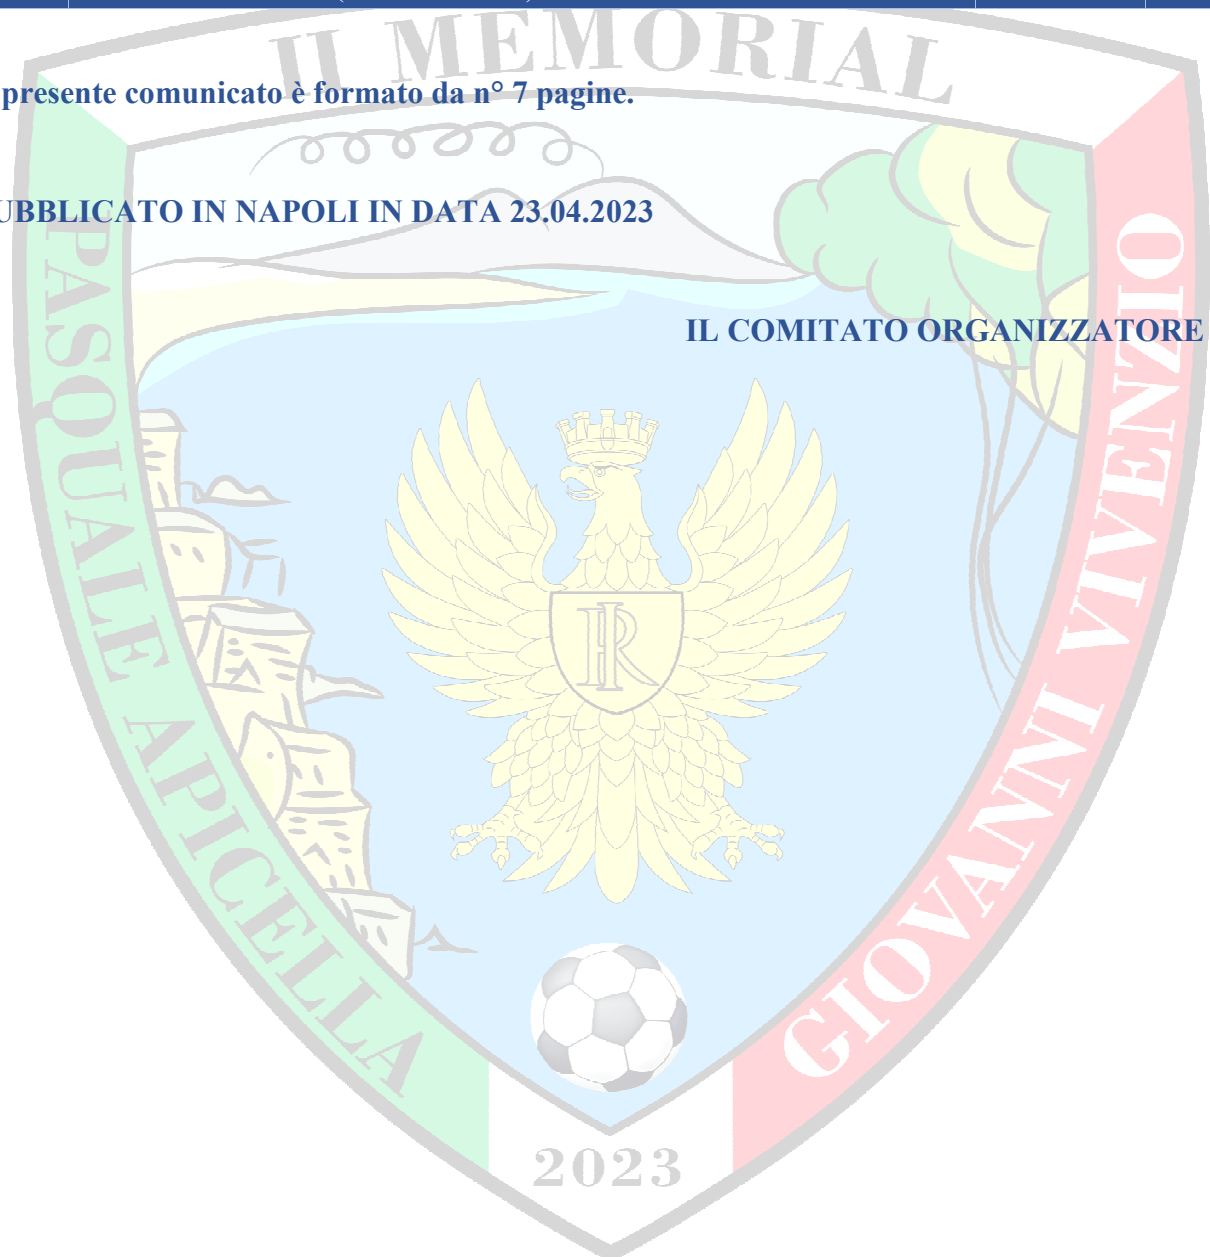 II MEMORIAL
presente comunicato è formato da n° 7 pagine.
UBBLICATO IN NAPOLI IN DATA 23.04.2023
IL COMITATO ORGANIZZATORE
PASQUALE APICELLA
GIOVANNI VIVENZIO
IR
2023